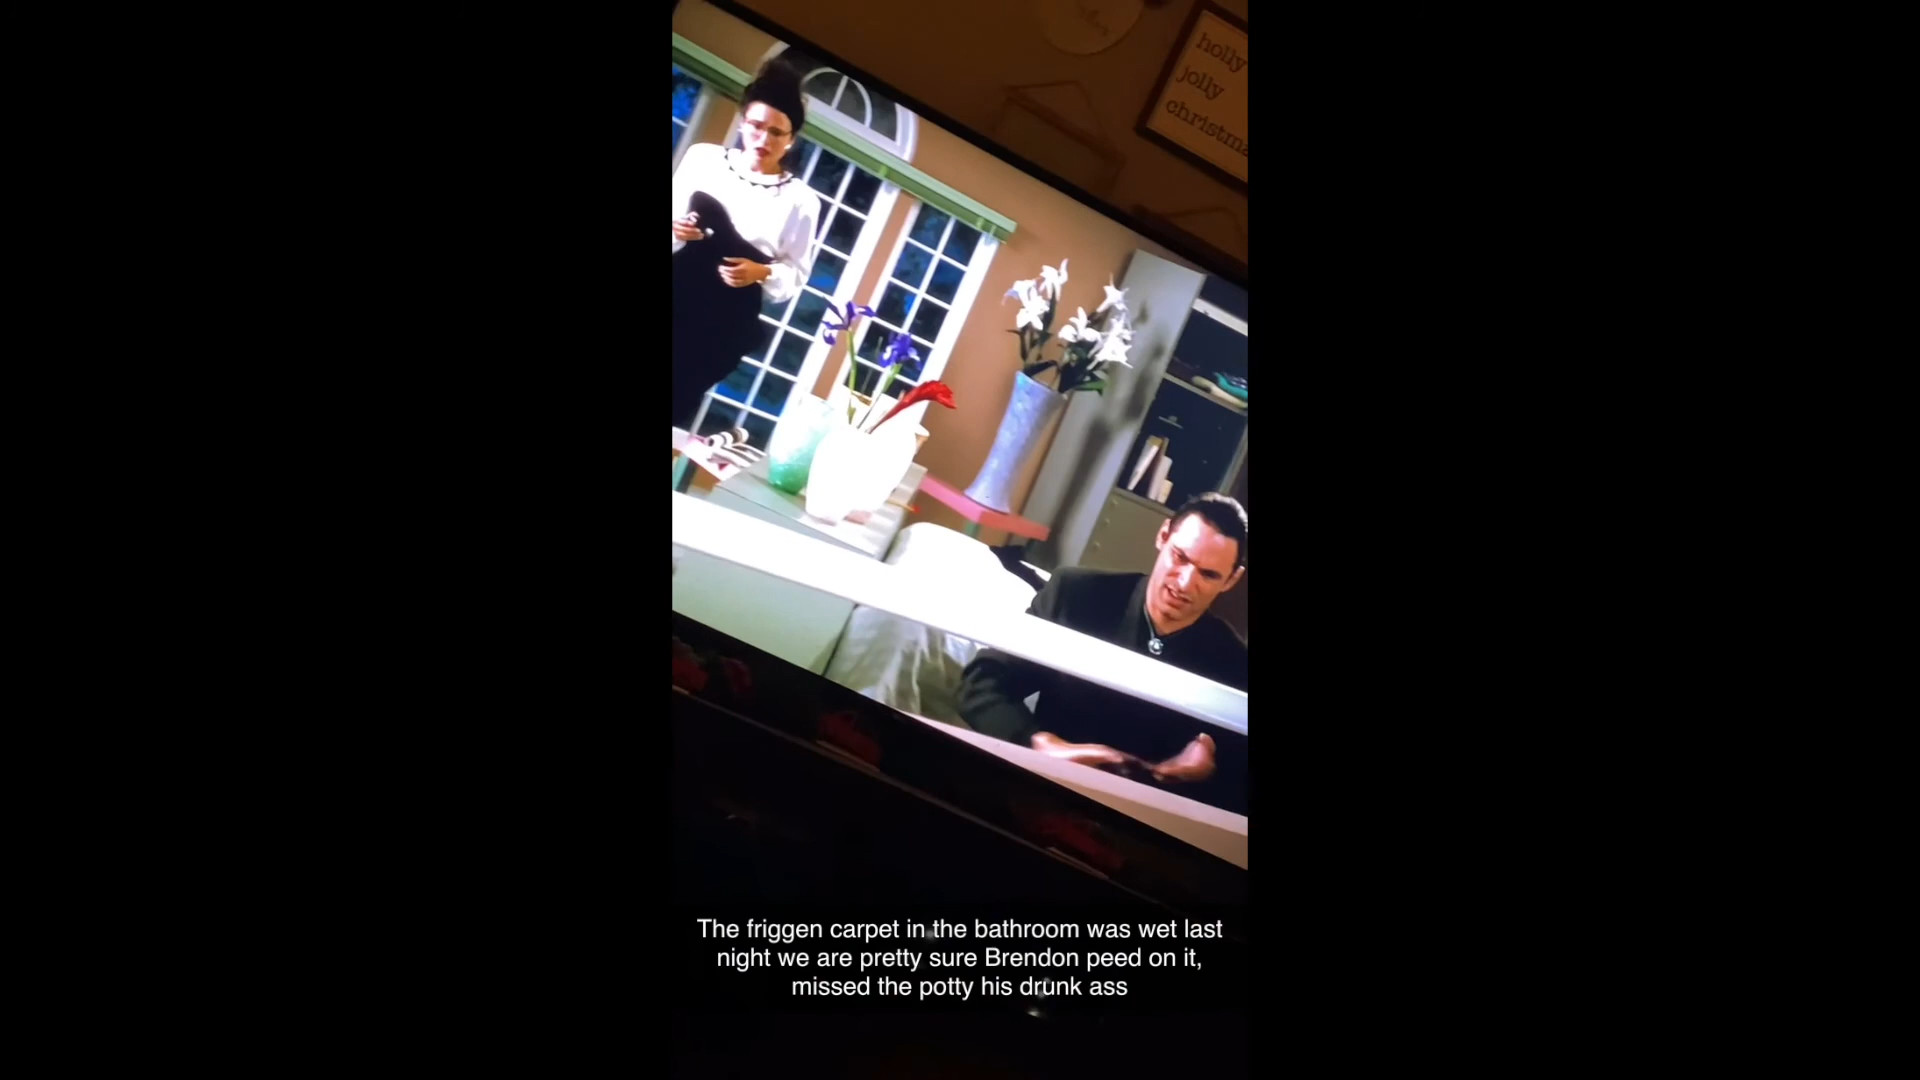 holly
jolly
christma
The friggen carpet in the bathroom was wet last
night we are pretty sure Brendon peed on it,
missed the potty his drunk ass